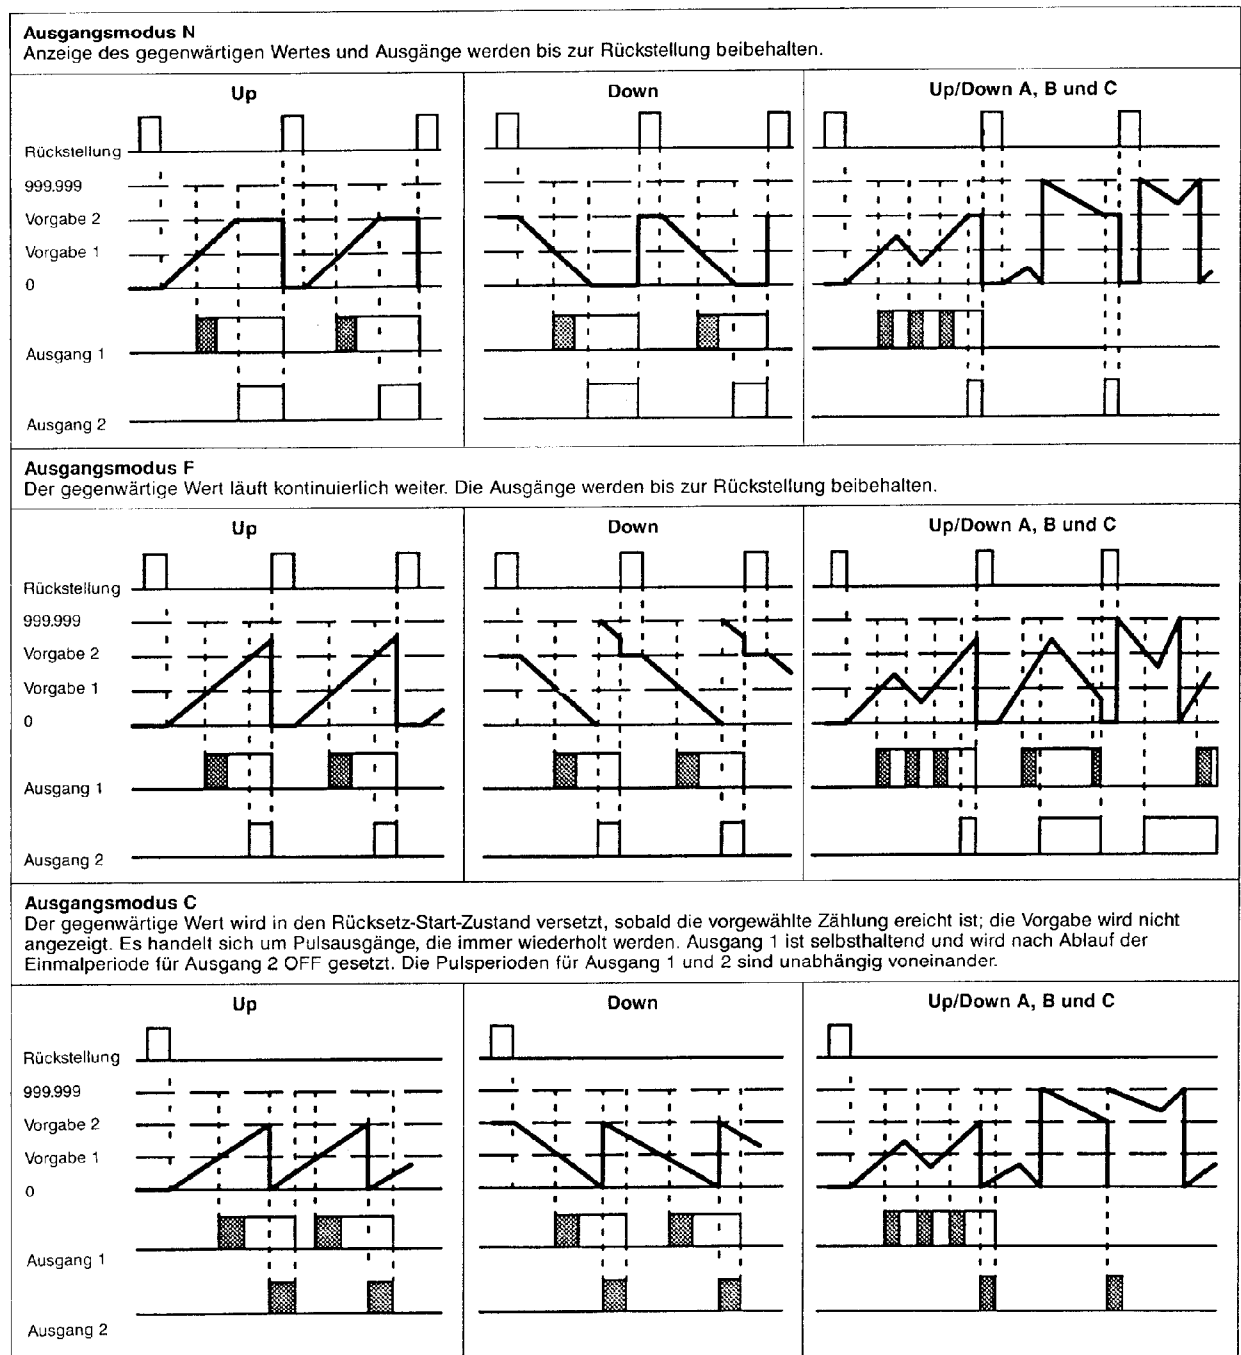 Ausgangsmodus N
Anzeige des gegenwärtigen Wertes und Ausgänge werden bis zur Rückstellung beibehalten.
Up
Down
Up/Down A, B und C
Rückstellung
999.999
Vorgabe 2
Vorgabe 1
0
Ausgang 1
Ausgang 2
Ausgangsmodus F
Der gegenwärtige Wert läuft kontinuierlich weiter. Die Ausgänge werden bis zur Rückstellung beibehalten.
Up
Down
Up/Down A, B und C
Rückstellung
999.999
Vorgabe 2
Vorgabe 1
0
Ausgang 1
Ausgang 2
Ausgangsmodus C
Der gegenwärtige Wert wird in den Rücksetz-Start-Zustand versetzt, sobald die vorgewählte Zählung ereicht ist; die Vorgabe wird nicht
angezeigt. Es handelt sich um Pulsausgänge, die immer wiederholt werden. Ausgang 1 ist selbsthaltend und wird nach Ablauf der
Einmalperiode für Ausgang 2 OFF gesetzt. Die Pulsperioden für Ausgang 1 und 2 sind unabhängig voneinander.
Up
Down
Up/Down A, B und C
Rückstellung
999.999
Vorgabe 2
Vorgabe 1
0
Ausgang 1
Ausgang 2